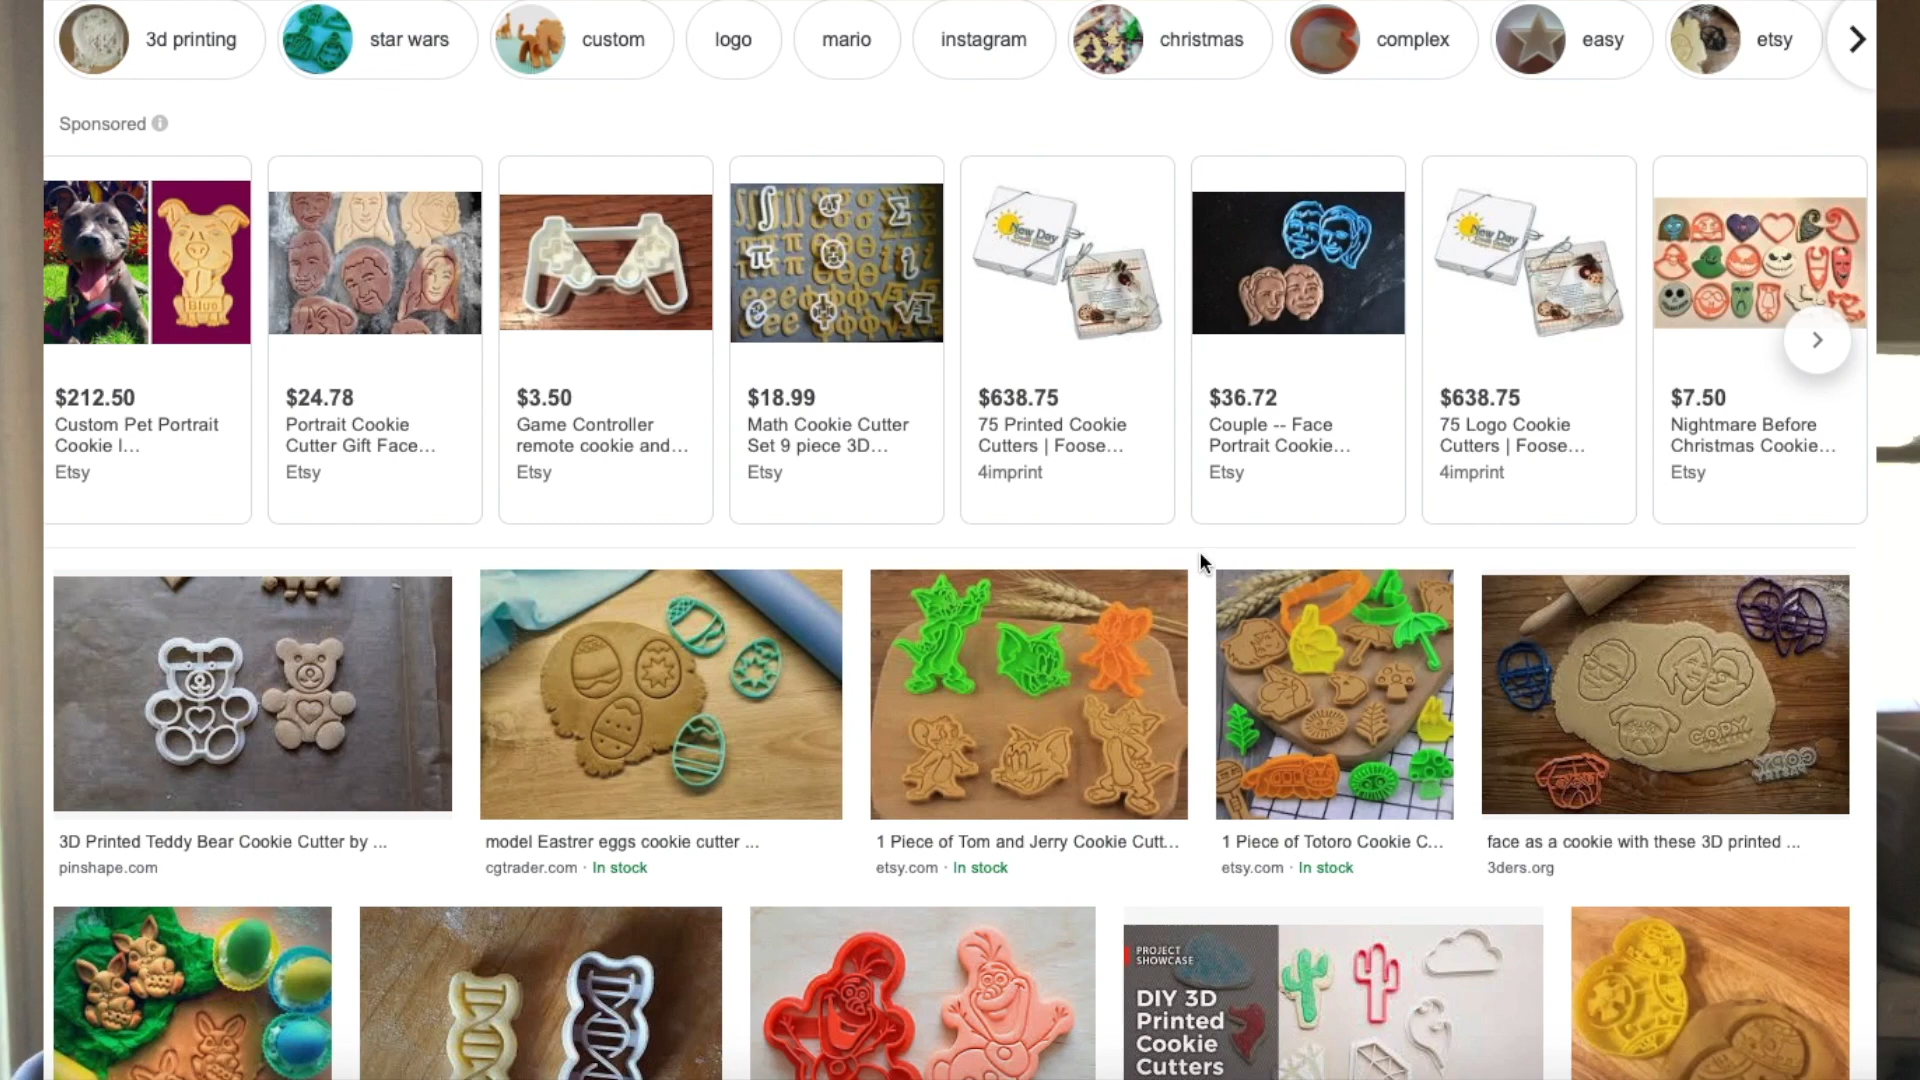 3d printing
star wars
custom
logo
mario
instagram
christmas
complex
easy
etsy
Sponsored
Blue
New Day
New Day
$212.50
Custom Pet Portrait
Cookie I...
Etsy
$24.78
Portrait Cookie
Cutter Gift Face...
Etsy
$3.50
Game Controller
remote cookie and...
Etsy
$18.99
Math Cookie Cutter
Set 9 piece 3D...
Etsy
$638.75
75 Printed Cookie
Cutters | Foose...
4imprint
$36.72
Couple -- Face
Portrait Cookie...
Etsy
$638.75
75 Logo Cookie
Cutters | Foose...
4imprint
$7.50
Nightmare Before
Christmas Cookie...
Etsy
CODY
3D Printed Teddy Bear Cookie Cutter by ...
pinshape.com
model Eastrer eggs cookie cutter ...
cgtrader.com · In stock
1 Piece of Tom and Jerry Cookie Cutt...
etsy.com · In stock
1 Piece of Totoro Cookie C...
etsy.com · In stock
face as a cookie with these 3D printed ...
3ders.org
PROJECT
SHOWCASE
DIY 3D
Printed
Cookie
Cutters